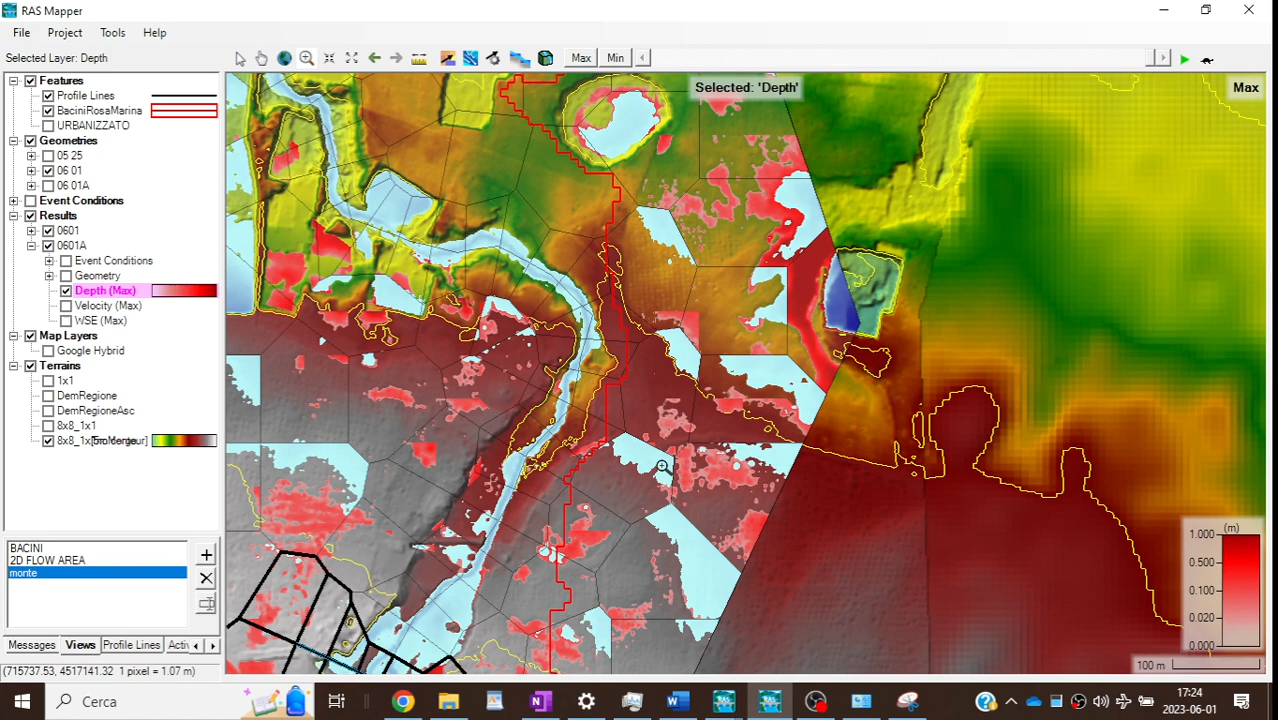 RAS Mapper
File Project Tools Help
Selected Layer: Depth
Max Min
Features
Profile Lines
BaciniRosaMarina
URBANIZZATO
Geometries
05 25
06 01
06 01A
Event Conditions
Results
0601
0601A
Event Conditions
Geometry
Depth (Max)
Velocity (Max)
WSE (Max)
Map Layers
Google Hybrid
Terrains
1x1
DemRegione
DemRegioneAsc
8x8_1x1
Selected: 'Depth'
Max
(m)
1.000
0.500
0.100
0.020
0.000
100 m
BACINI
2D FLOW AREA
monte
Messages Views Profile Lines
(715737.53, 4517141.32 1 pixel = 1.07 m)
Cerca
17:24
2023-06-01